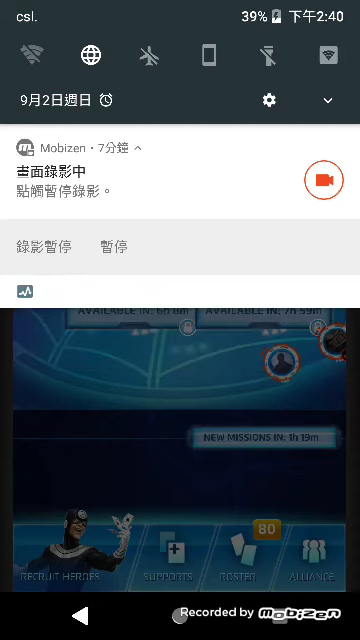 csl.
39% 下午2:40
9月2日週日
Mobizen • 7分鐘
畫面錄影中
點觸暫停錄影。
錄影暫停 暫停
AVAILABLE IN: 6h 8m AVAILABLE IN: 7h 59m
NEW MISSIONS IN: 1h 19m
80
RECRUIT HEROES SUPPORTS ROSTER ALLIANCE
Recorded by mobizen